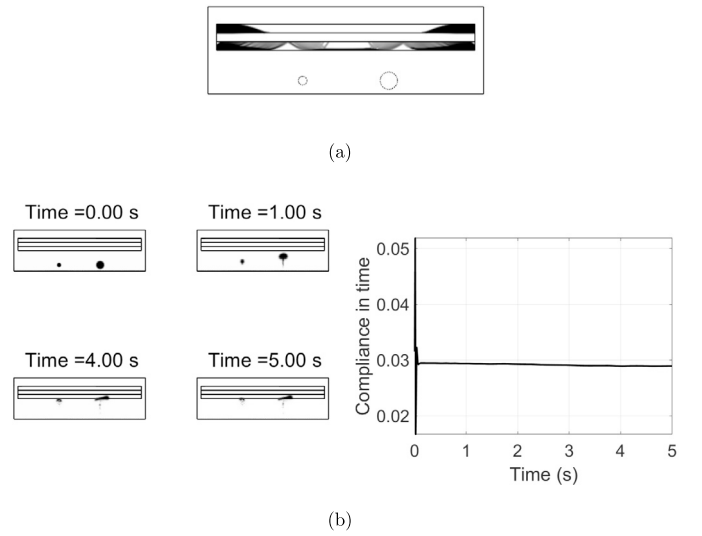 (a)
Time =0.00 s
Time =1.00 s
Time =4.00 s
Time =5.00 s
Compliance in time
0.05
0.04
0.03
0.02
0 1 2 3 4 5
Time (s)
(b)